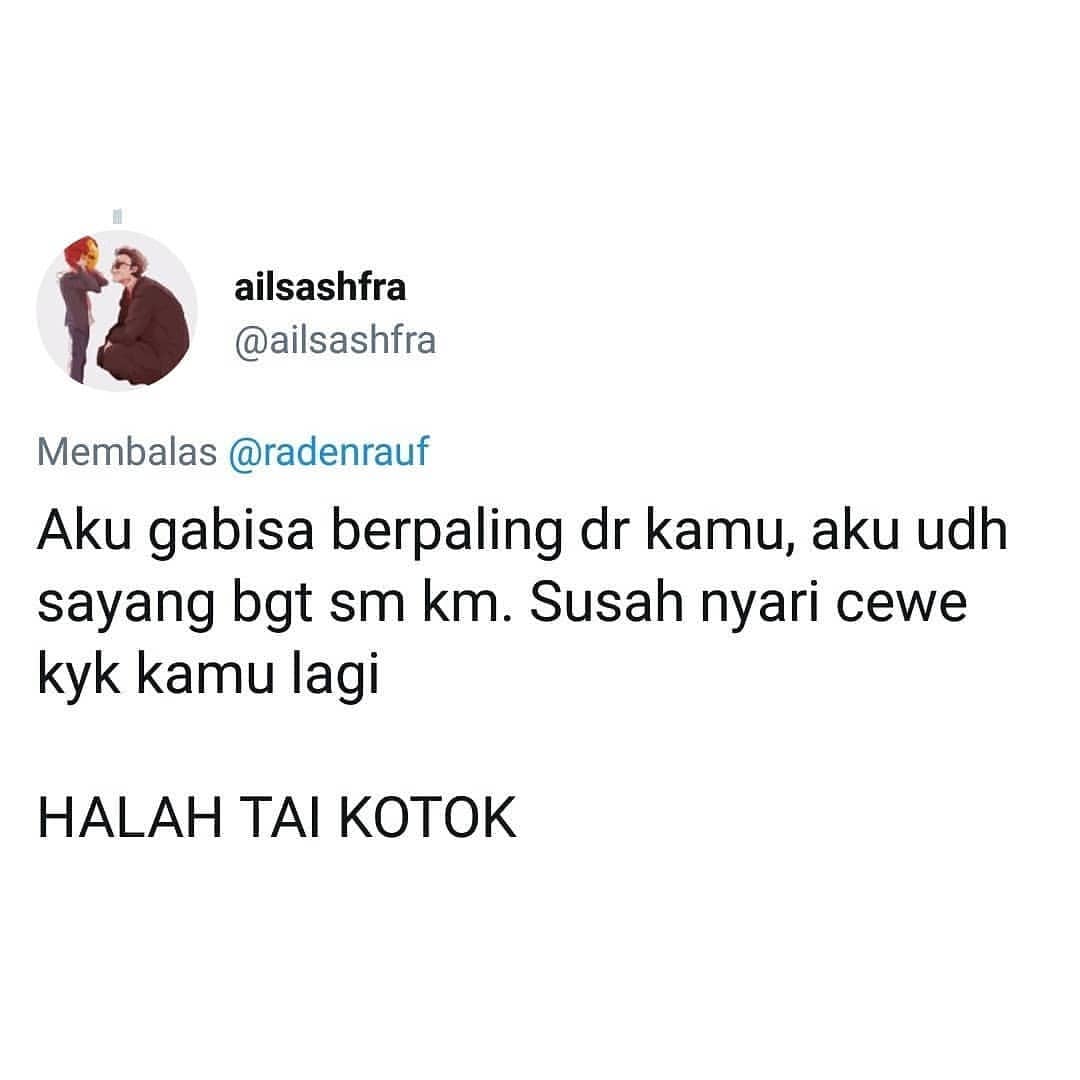 ailsashfra
@ailsashfra
Membalas @radenrauf
Aku gabisa berpaling dr kamu, aku udh
sayang bgt sm km. Susah nyari cewe
kyk kamu lagi
HALAH TAI KOTOK